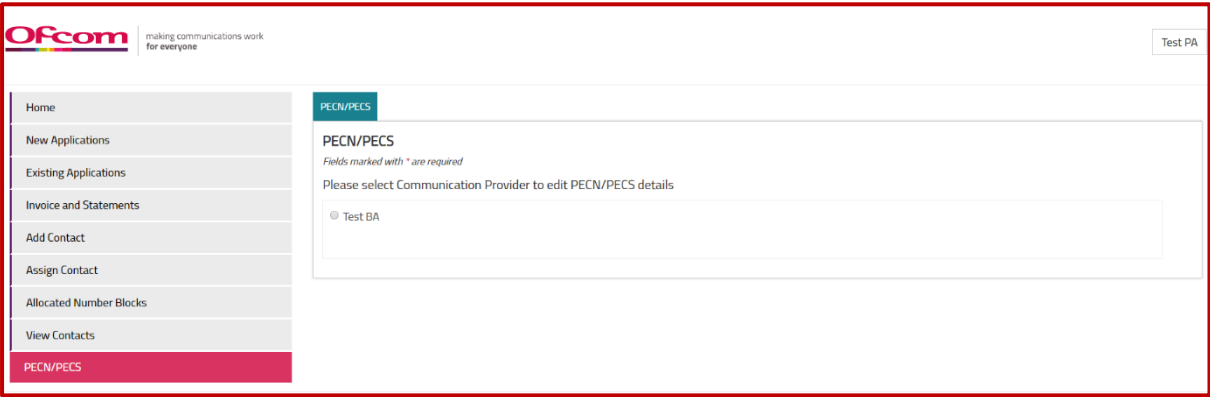 Ofcom
making communications work
for everyone
Test PA
Home
New Applications
Existing Applications
Invoice and Statements
Add Contact
Assign Contact
Allocated Number Blocks
View Contacts
PECN/PECS
PECN/PECS
PECN/PECS
Fields marked with * are required
Please select Communication Provider to edit PECN/PECS details
Test BA